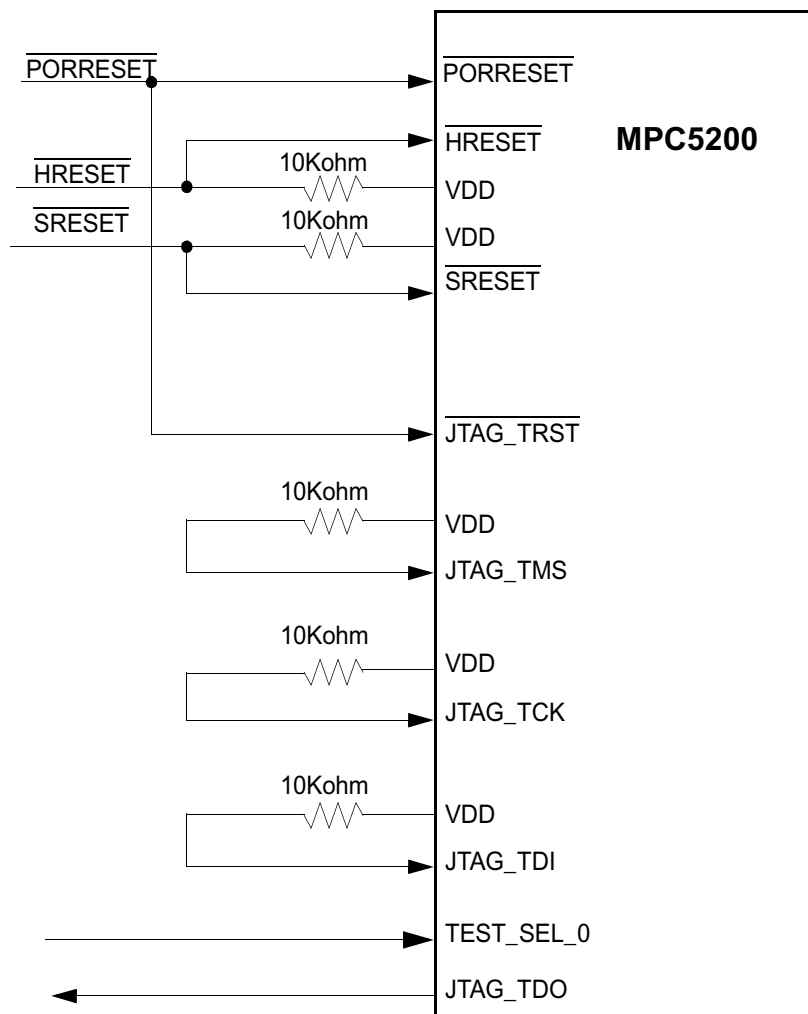 PORRESET
PORRESET
HRESET
MPC5200
10Kohm
HRESET
VDD
10Kohm
SRESET
VDD
SRESET
JTAG_TRST
10Kohm
VDD
JTAG_TMS
10Kohm
VDD
JTAG_TCK
10Kohm
VDD
JTAG_TDI
TEST_SEL_0
JTAG_TDO